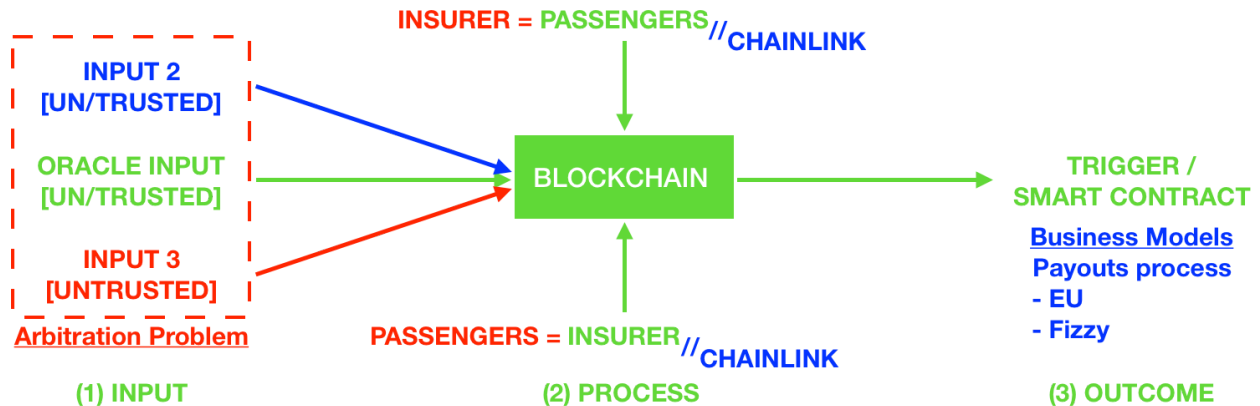 INSURER = PASSENGERS//CHAINLINK
INPUT 2
[UN/TRUSTED]
ORACLE INPUT
[UN/TRUSTED]
INPUT 3
[UNTRUSTED]
Arbitration Problem
BLOCKCHAIN
TRIGGER /
SMART CONTRACT
Business Models
Payouts process
- EU
- Fizzy
PASSENGERS = INSURER//CHAINLINK
(1) INPUT
(2) PROCESS
(3) OUTCOME